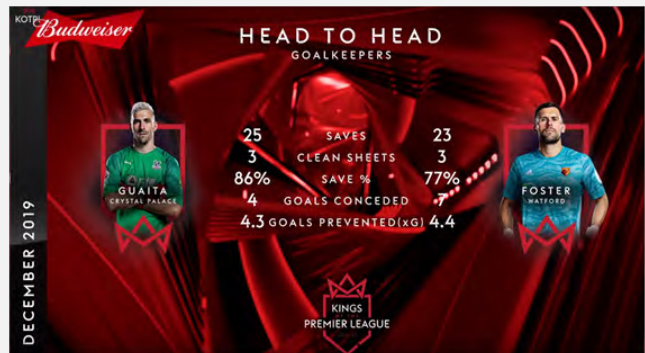 KOTPL
Budweiser
HEAD TO HEAD
GOALKEEPERS
25 SAVES 23
3 CLEAN SHEETS 3
86% SAVE % 77%
4 GOALS CONCEDED 7
4.3 GOALS PREVENTED(xG) 4.4
GUAITA
CRYSTAL PALACE
FOSTER
WATFORD
DECEMBER 2019
KINGS
PREMIER LEAGUE